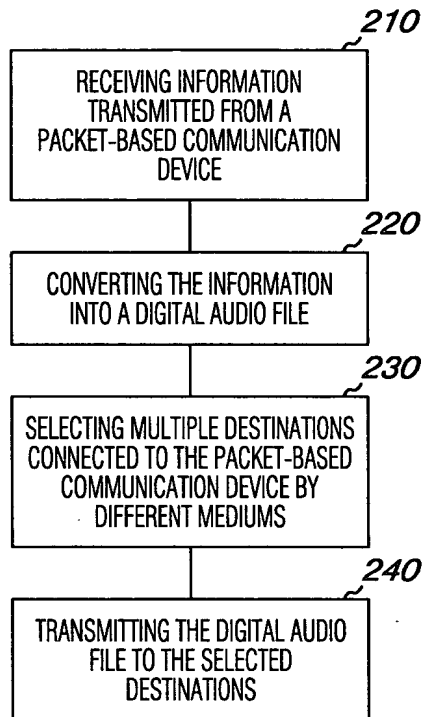 210
RECEIVING INFORMATION
TRANSMITTED FROM A
PACKET-BASED COMMUNICATION
DEVICE
220
CONVERTING THE INFORMATION
INTO A DIGITAL AUDIO FILE
230
SELECTING MULTIPLE DESTINATIONS
CONNECTED TO THE PACKET-BASED
COMMUNICATION DEVICE BY
DIFFERENT MEDIUMS
240
TRANSMITTING THE DIGITAL AUDIO
FILE TO THE SELECTED
DESTINATIONS